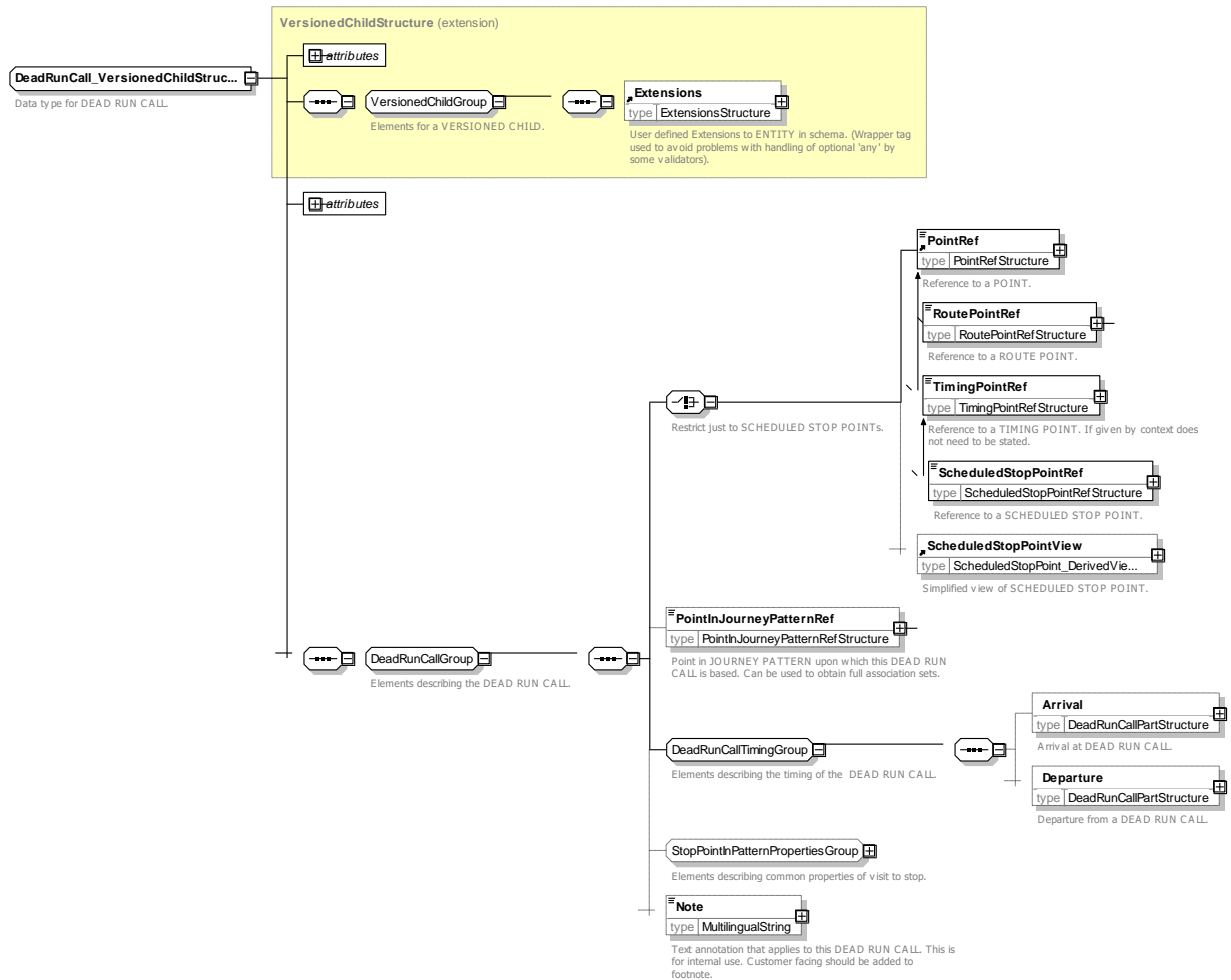 VersionedChildStructure (extension)
attributes
DeadRunCall_VersionedChildStruc...
Data type for DEAD RUN CALL.
VersionedChildGroup
Elements for a VERSIONED CHILD.
Extensions
type ExtensionsStructure
User defined Extensions to ENTITY in schema. (Wrapper tag
used to avoid problems with handling of optional 'any' by
some validators).
attributes
PointRef
type PointRefStructure
Reference to a POINT.
RoutePointRef
type RoutePointRefStructure
Reference to a ROUTE POINT.
TimingPointRef
type TimingPointRefStructure
Reference to a TIMING POINT. If given by context does
not need to be stated.
Restrict just to SCHEDULED STOP POINTs.
ScheduledStopPointRef
type ScheduledStopPointRefStructure
Reference to a SCHEDULED STOP POINT.
ScheduledStopPointView
type ScheduledStopPoint_DerivedVie...
Simplified view of SCHEDULED STOP POINT.
DeadRunCallGroup
Elements describing the DEAD RUN CALL.
PointInJourneyPatternRef
type PointInJourneyPatternRefStructure
Point in JOURNEY PATTERN upon which this DEAD RUN
CALL is based. Can be used to obtain full association sets.
DeadRunCallTimingGroup
Elements describing the timing of the DEAD RUN CALL.
Arrival
type DeadRunCallPartStructure
Arrival at DEAD RUN CALL.
Departure
type DeadRunCallPartStructure
Departure from a DEAD RUN CALL.
StopPointInPatternPropertiesGroup
Elements describing common properties of visit to stop.
Note
type MultilingualString
Text annotation that applies to this DEAD RUN CALL. This is
for internal use. Customer facing should be added to
footnote.